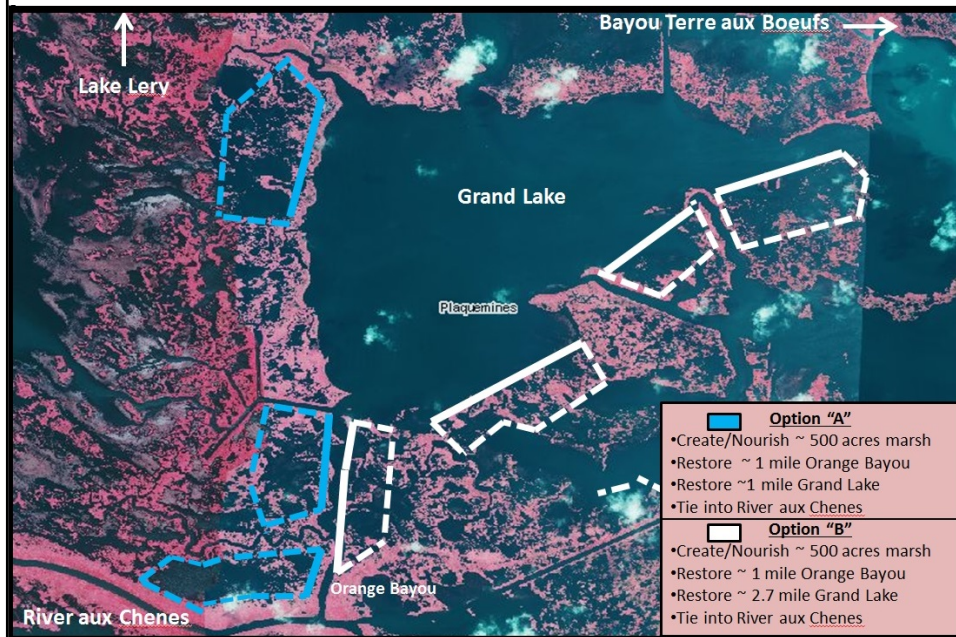 Bayou Terre aux Boeufs
Lake Lery
Grand Lake
Plaquemines
Orange Bayou
River aux Chenes
Option “A”
•Create/Nourish ~ 500 acres marsh
•Restore ~ 1 mile Orange Bayou
•Restore ~1 mile Grand Lake
•Tie into River aux Chenes
Option “B”
•Create/Nourish ~ 500 acres marsh
•Restore ~ 1 mile Orange Bayou
•Restore ~ 2.7 mile Grand Lake
•Tie into River aux Chenes